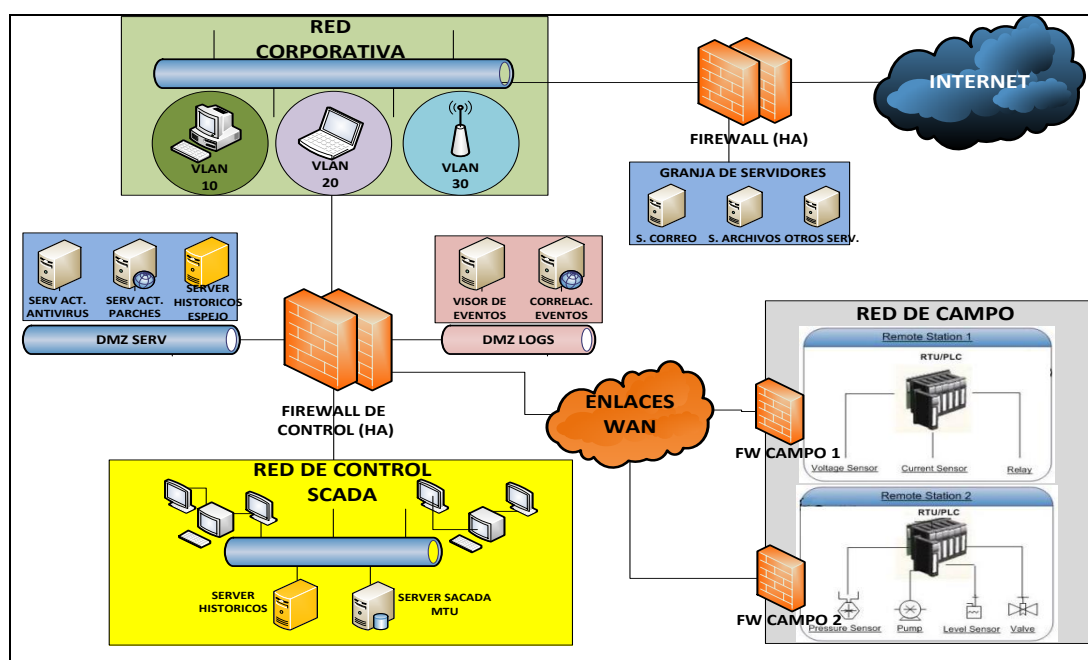 RED
CORPORATIVA
VLAN
10
VLAN
20
VLAN
30
FIREWALL (HA)
INTERNET
GRANJA DE SERVIDORES
S. CORREO
S. ARCHIVOS
OTROS SERV.
SERV ACT.
ANTIVIRUS
SERV ACT.
PARCHES
SERVER
HISTORICOS
ESPEJO
DMZ SERV
VISOR DE
EVENTOS
CORRELAC.
EVENTOS
DMZ LOGS
FIREWALL DE
CONTROL (HA)
ENLACES
WAN
RED DE CAMPO
Remote Station 1
RTU/PLC
Voltage Sensor
Current Sensor
Relay
FW CAMPO 1
Remote Station 2
RTU/PLC
Pressure Sensor
Pump
Level Sensor
Valve
FW CAMPO 2
RED DE CONTROL
SCADA
SERVER
HISTORICOS
SERVER SACADA
MTU